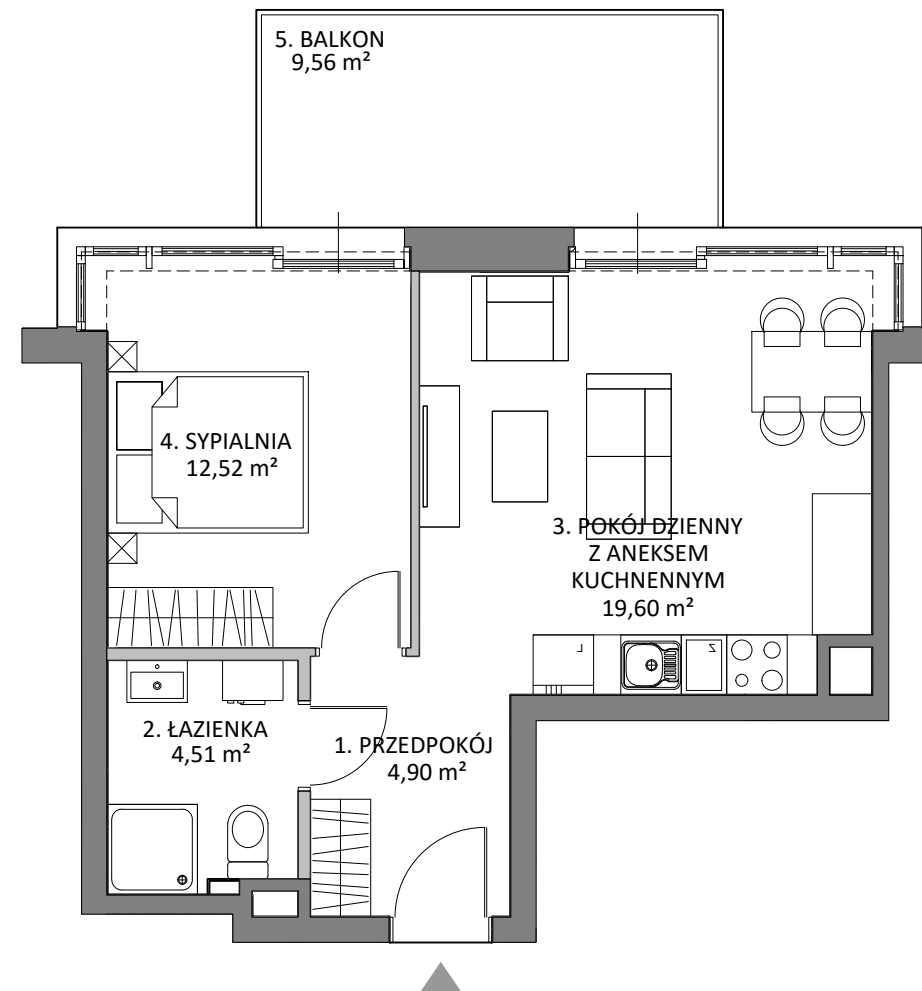 5. BALKON
9,56 m²
4. SYPIALNIA
12,52 m²
3. POKÓJ DZIENNY
Z ANEKSEM
KUCHNENNYM
19,60 m²
L
Z
2. ŁAZIENKA
4,51 m²
1. PRZEDPOKÓJ
4,90 m²